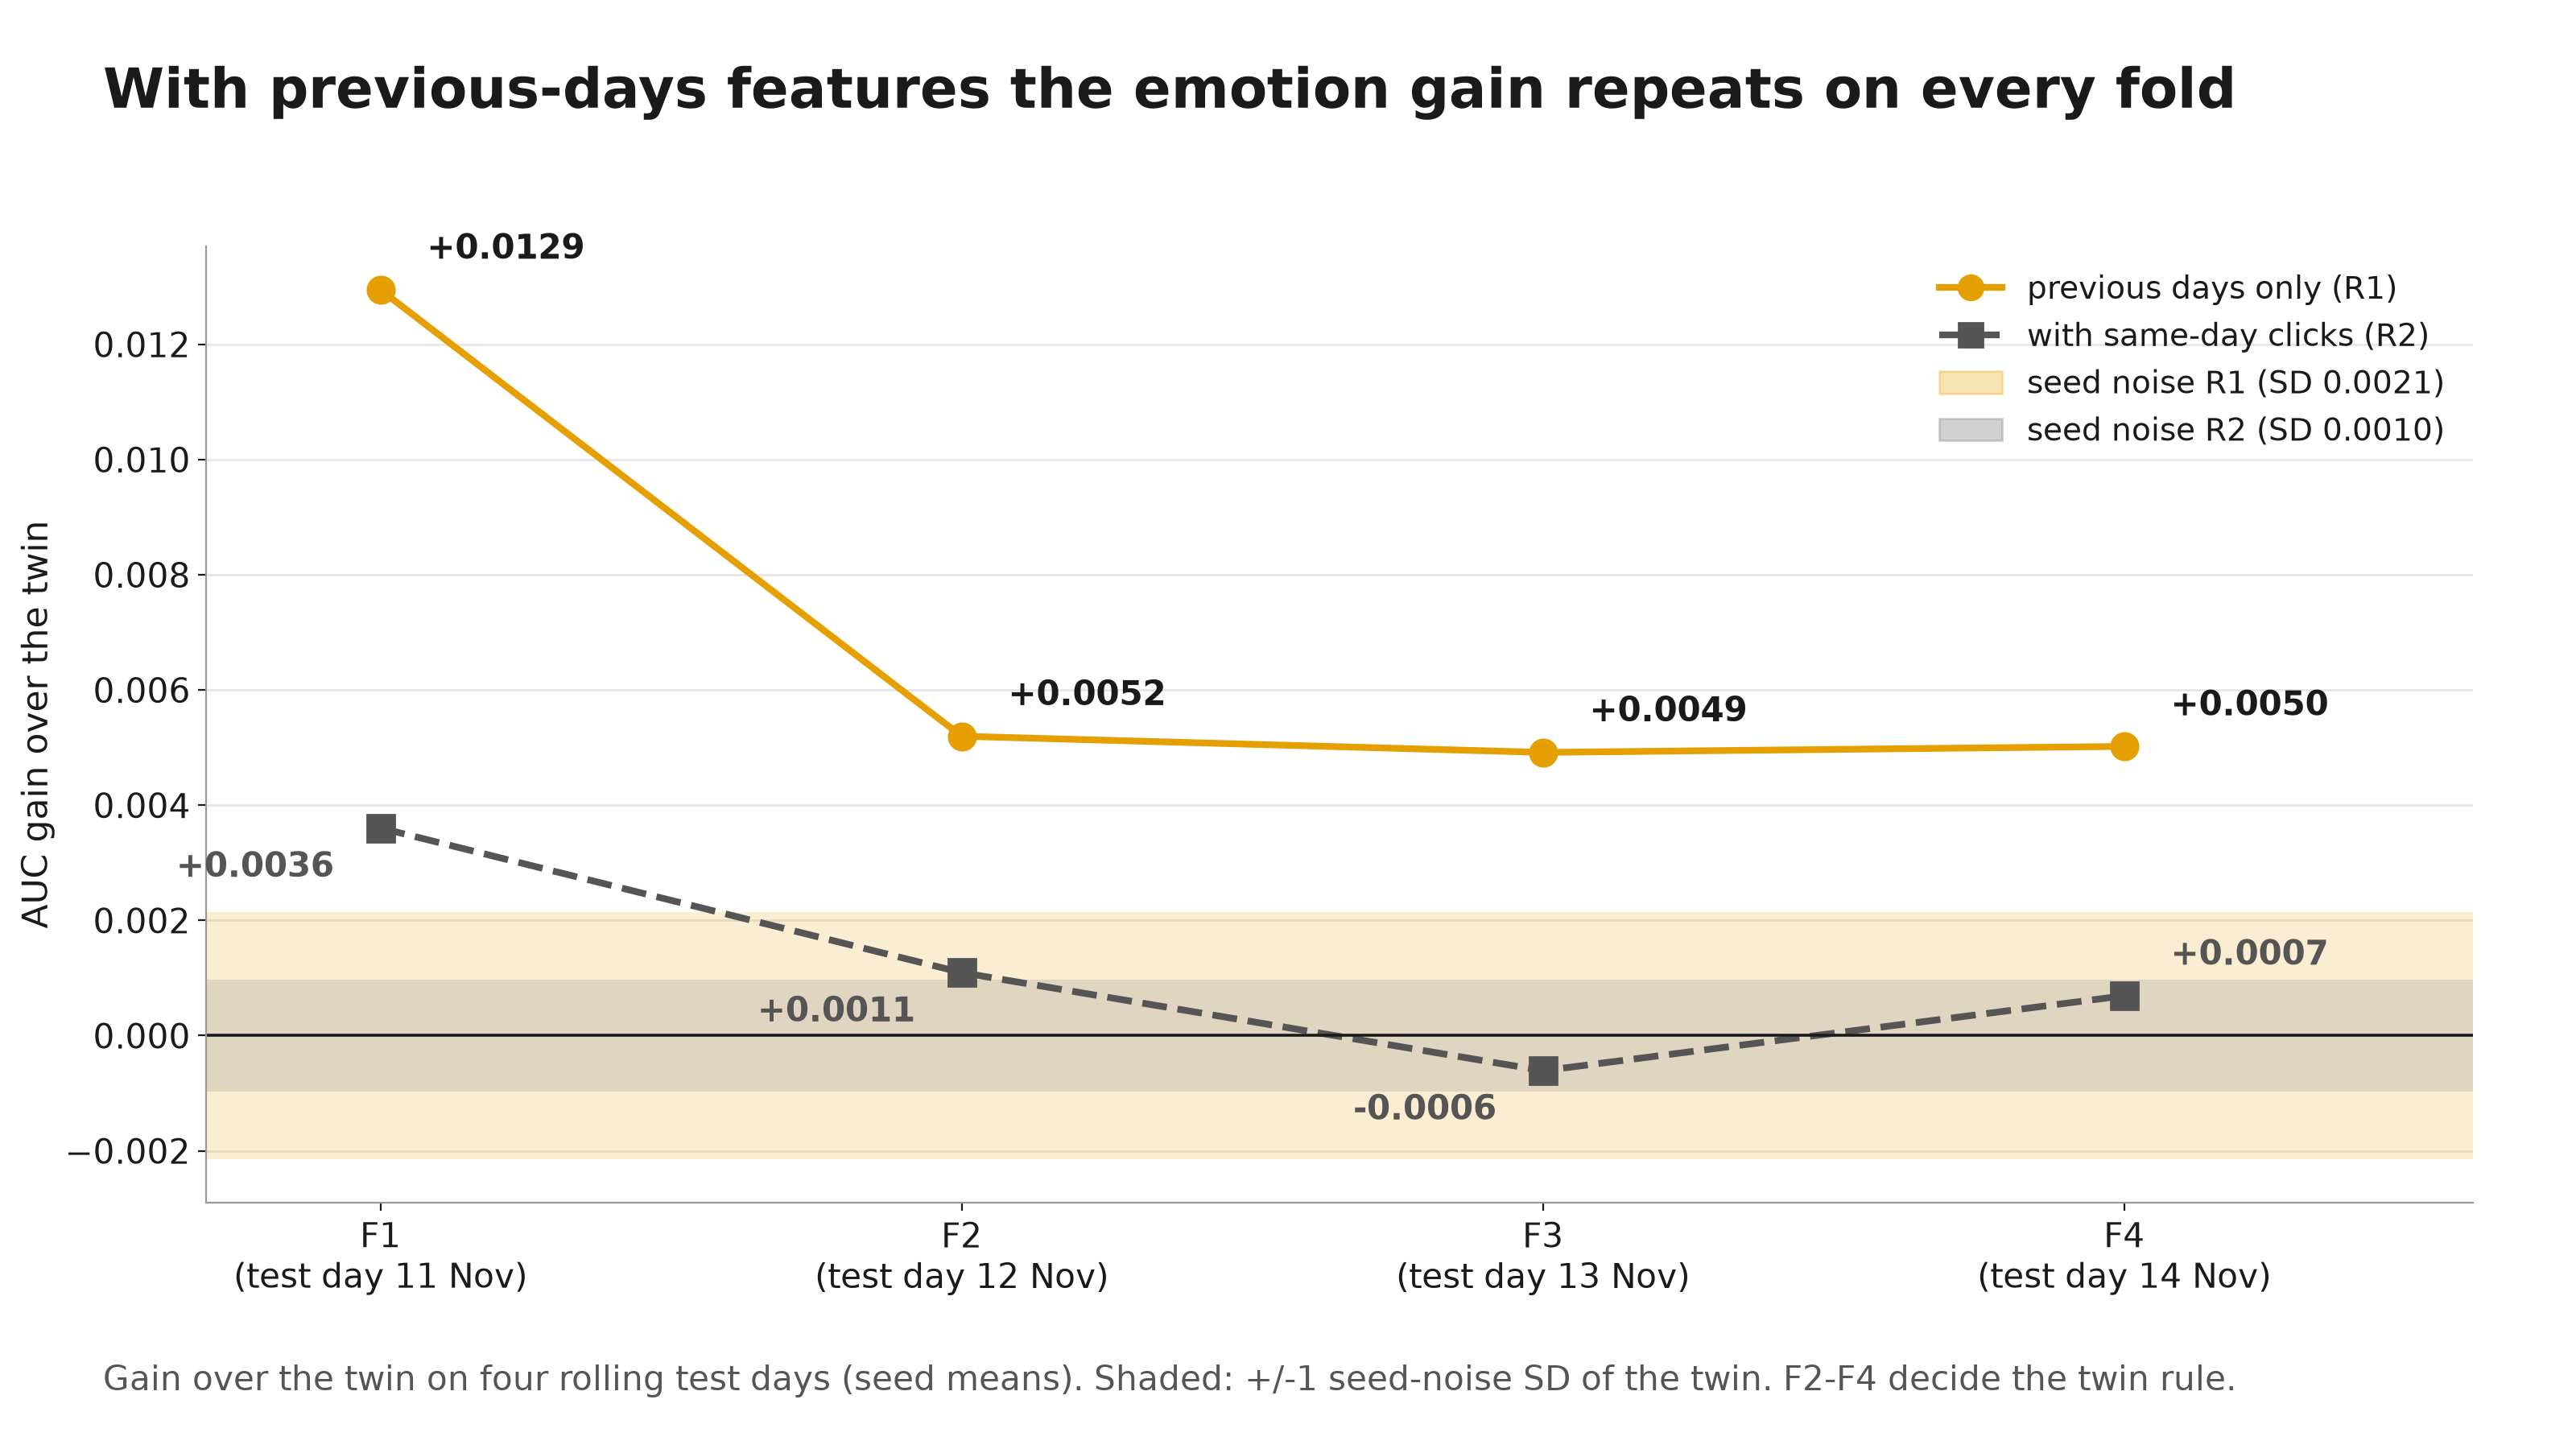 With previous-days features the emotion gain repeats on every fold
+0.0129
previous days only (R1)
with same-day clicks (R2)
seed noise R1 (SD 0.0021)
seed noise R2 (SD 0.0010)
AUC gain over the twin
0.012
0.010
0.008
0.006
0.004
0.002
0.000
−0.002
+0.0052
+0.0049
+0.0050
+0.0036
+0.0011
-0.0006
+0.0007
F1
(test day 11 Nov)
F2
(test day 12 Nov)
F3
(test day 13 Nov)
F4
(test day 14 Nov)
Gain over the twin on four rolling test days (seed means). Shaded: +/-1 seed-noise SD of the twin. F2-F4 decide the twin rule.